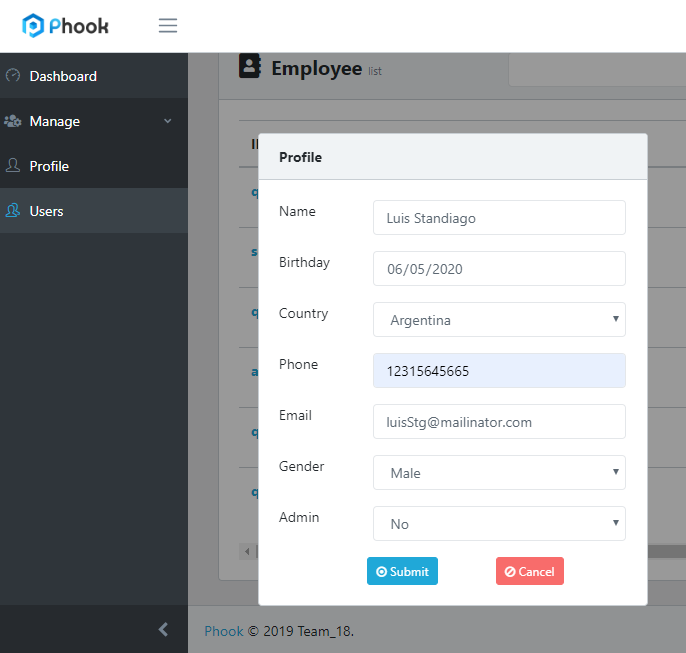 Phook
Dashboard
Manage
Profile
Users
Employee list
Profile
Name
Luis Standiago
Birthday
06/05/2020
Country
Argentina
Phone
12315645665
Email
luisStg@mailinator.com
Gender
Male
Admin
No
Submit
Cancel
Phook © 2019 Team_18.